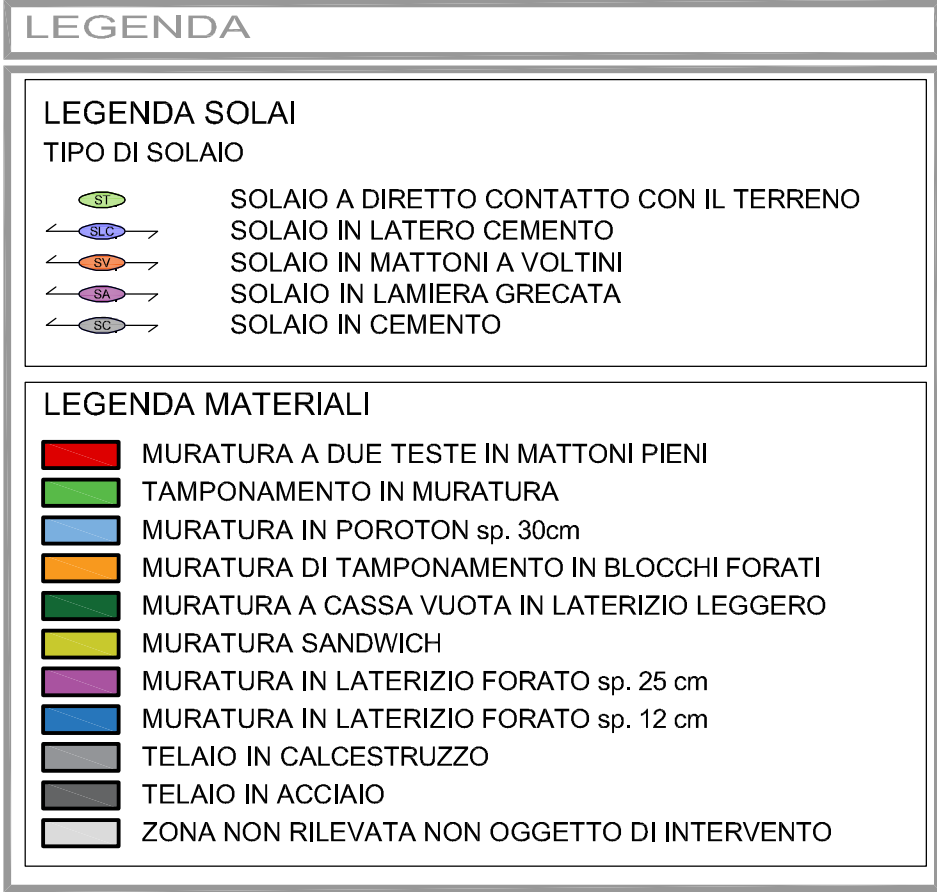 LEGENDA
LEGENDA SOLAI
TIPO DI SOLAIO
ST SOLAIO A DIRETTO CONTATTO CON IL TERRENO
SLC SOLAIO IN LATERO CEMENTO
SV SOLAIO IN MATTONI A VOLTINI
SA SOLAIO IN LAMIERA GRECATA
SC SOLAIO IN CEMENTO
LEGENDA MATERIALI
MURATURA A DUE TESTE IN MATTONI PIENI
TAMPONAMENTO IN MURATURA
MURATURA IN POROTON sp. 30cm
MURATURA DI TAMPONAMENTO IN BLOCCHI FORATI
MURATURA A CASSA VUOTA IN LATERIZIO LEGGERO
MURATURA SANDWICH
MURATURA IN LATERIZIO FORATO sp. 25 cm
MURATURA IN LATERIZIO FORATO sp. 12 cm
TELAIO IN CALCESTRUZZO
TELAIO IN ACCIAIO
ZONA NON RILEVATA NON OGGETTO DI INTERVENTO